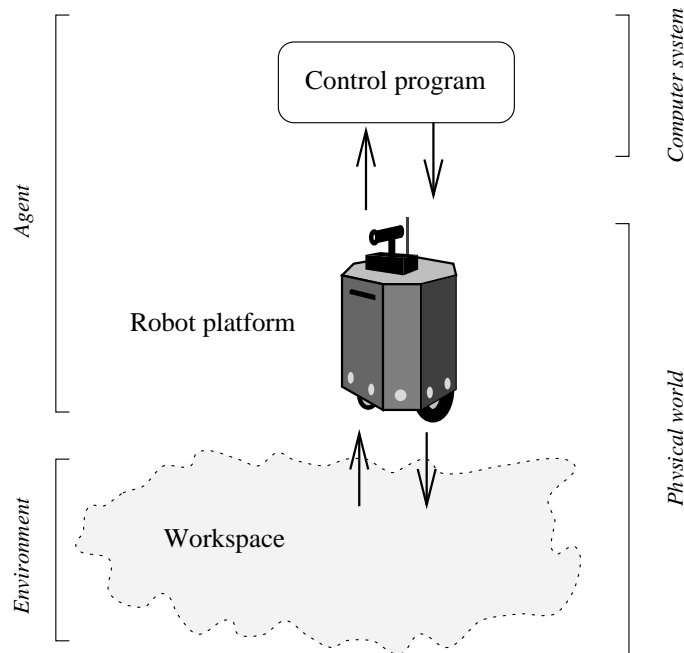 Control program
Computer system
Agent
Robot platform
Physical world
Workspace
Environment